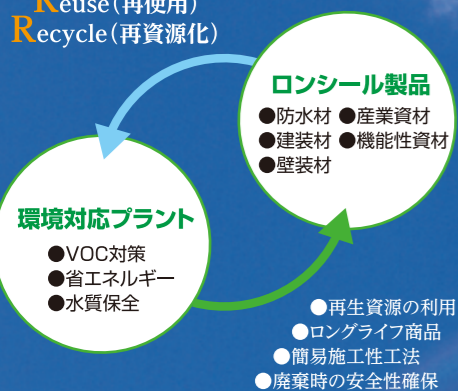 Reuse（再使用）
Recycle（再資源化）
ロンシール製品
●防水材 ●産業資材
●建装材 ●機能性資材
●壁装材
環境対応プラント
●VOC対策
●省エネルギー
●水質保全
●再生資源の利用
●ロングライフ商品
●簡易施工性工法
●廃棄時の安全性確保